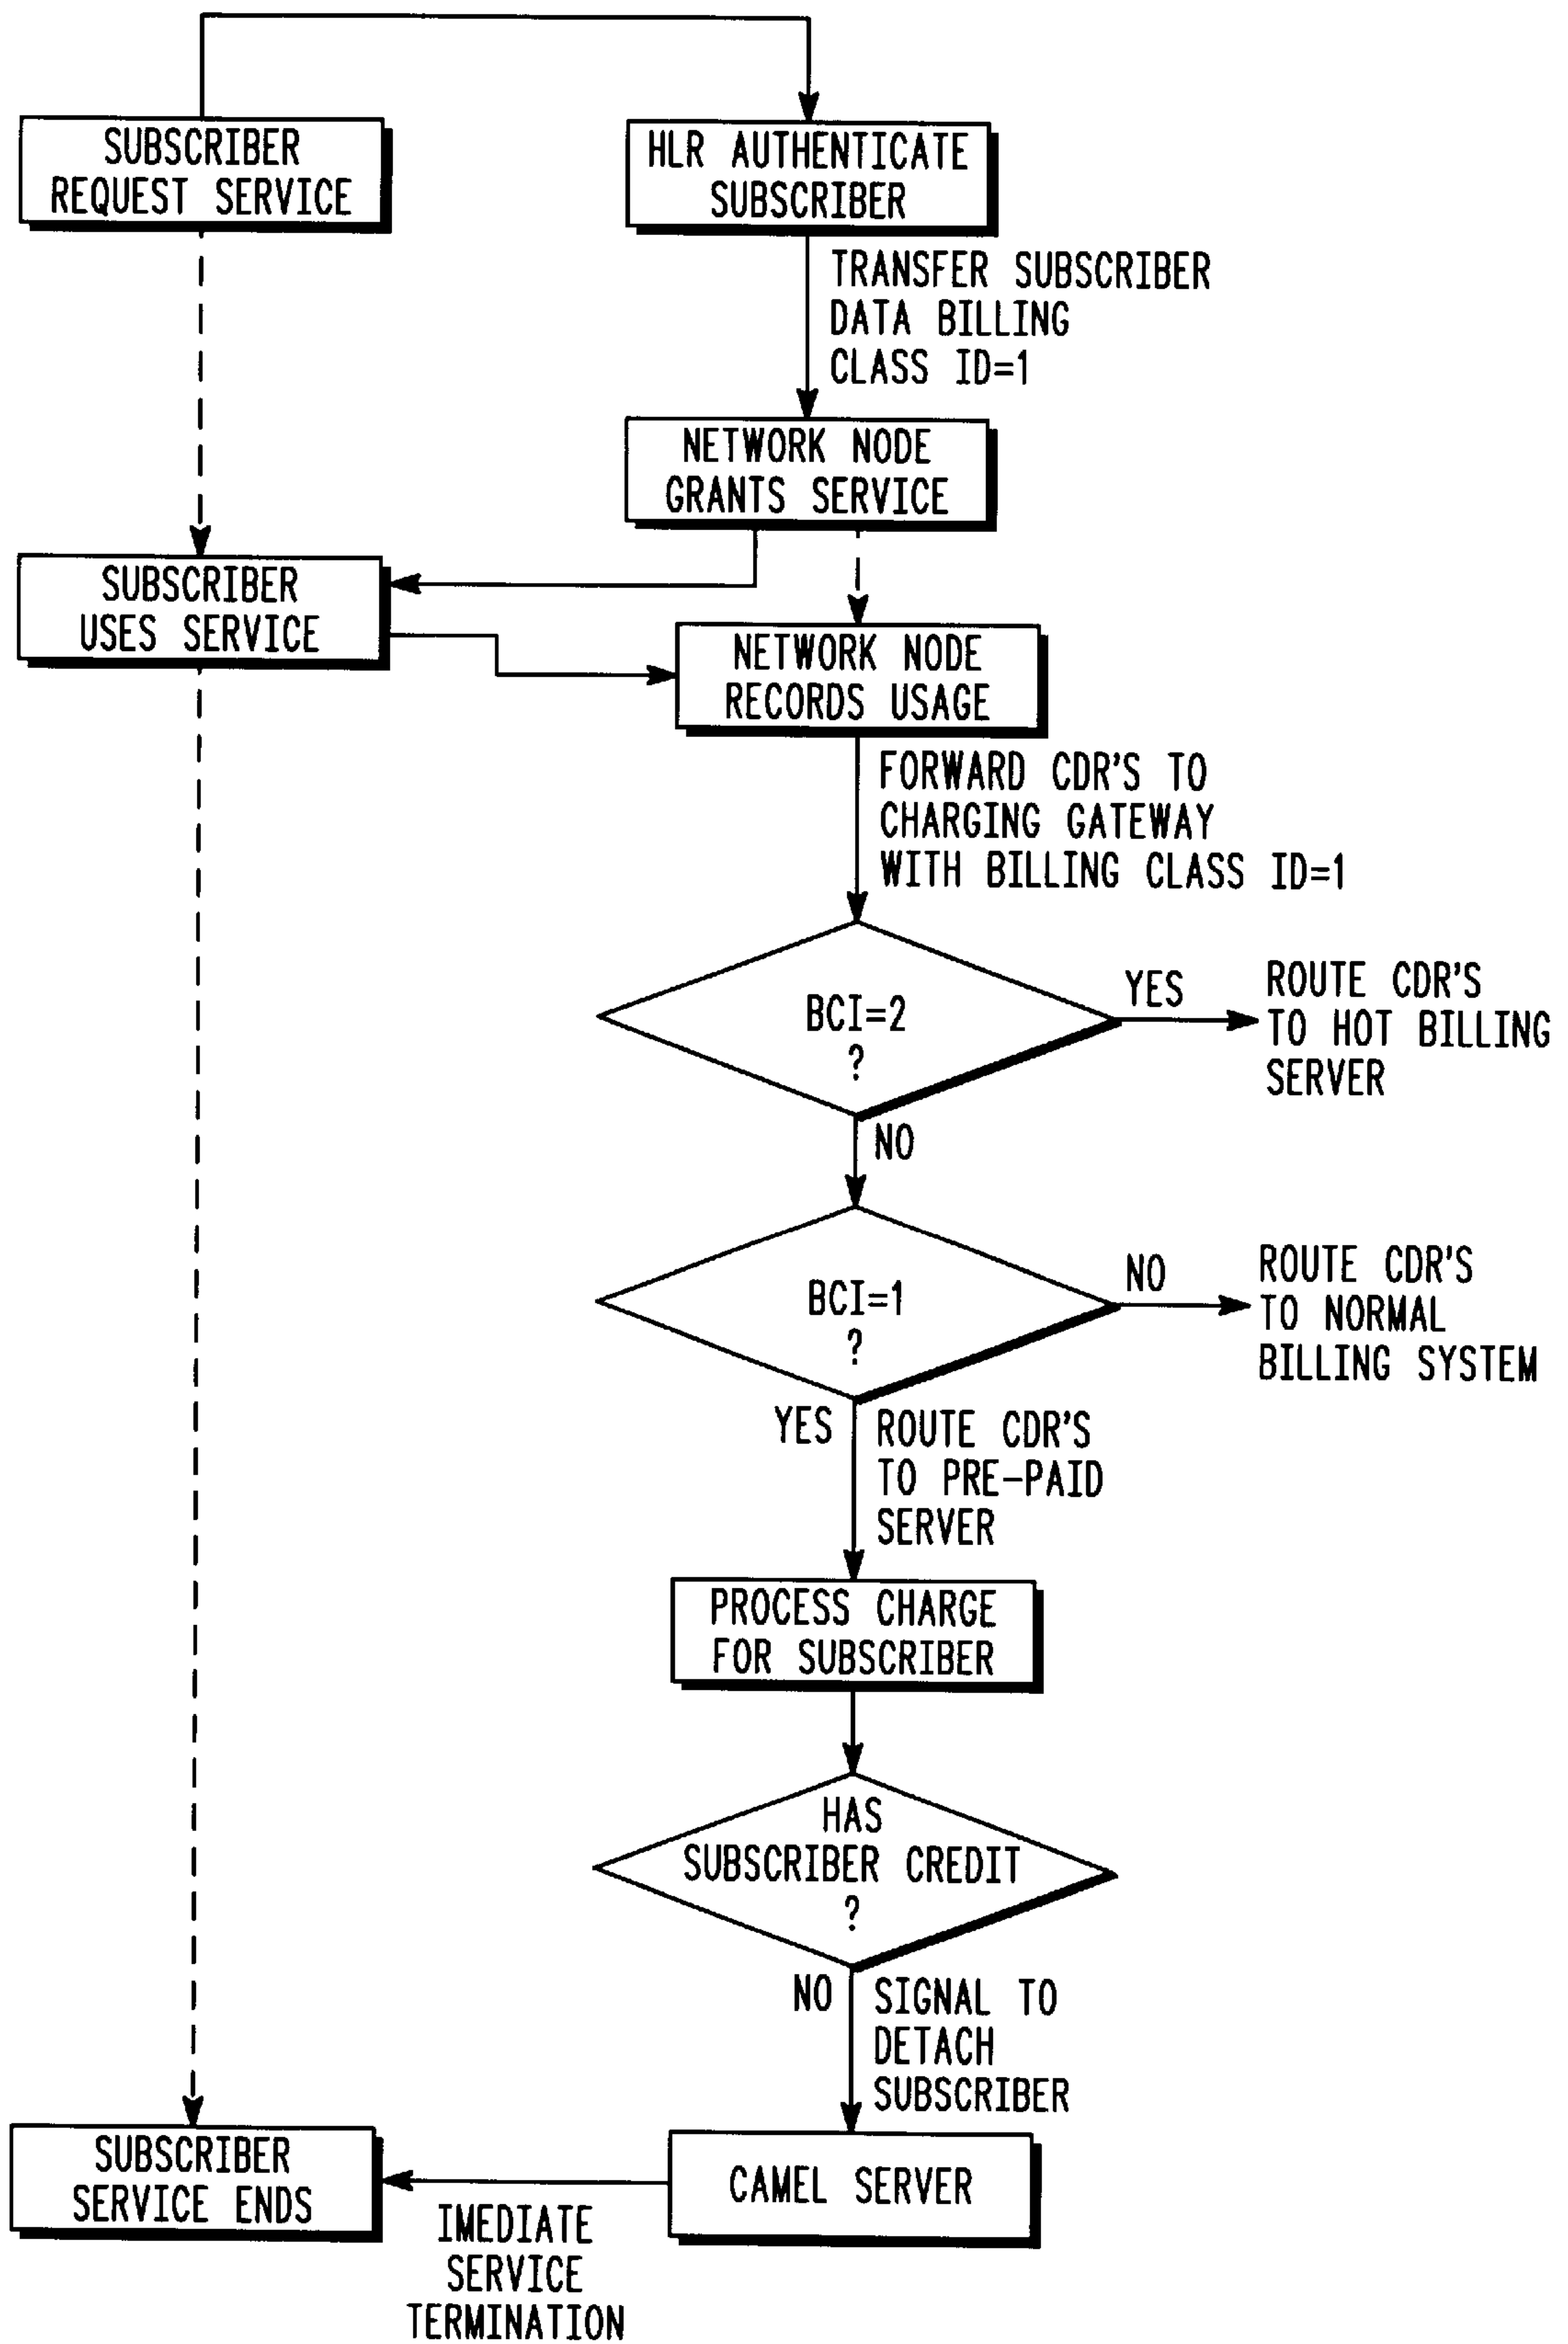 SUBSCRIBER
REQUEST SERVICE
HLR AUTHENTICATE
SUBSCRIBER
TRANSFER SUBSCRIBER
DATA BILLING
CLASS ID=1
NETWORK NODE
GRANTS SERVICE
SUBSCRIBER
USES SERVICE
NETWORK NODE
RECORDS USAGE
FORWARD CDR'S TO
CHARGING GATEWAY
WITH BILLING CLASS ID=1
BCI=2
?
YES
ROUTE CDR'S
TO HOT BILLING
SERVER
NO
BCI=1
?
NO
ROUTE CDR'S
TO NORMAL
BILLING SYSTEM
YES
ROUTE CDR'S
TO PRE-PAID
SERVER
PROCESS CHARGE
FOR SUBSCRIBER
HAS
SUBSCRIBER CREDIT
?
NO
SIGNAL TO
DETACH
SUBSCRIBER
CAMEL SERVER
SUBSCRIBER
SERVICE ENDS
IMEDIATE
SERVICE
TERMINATION